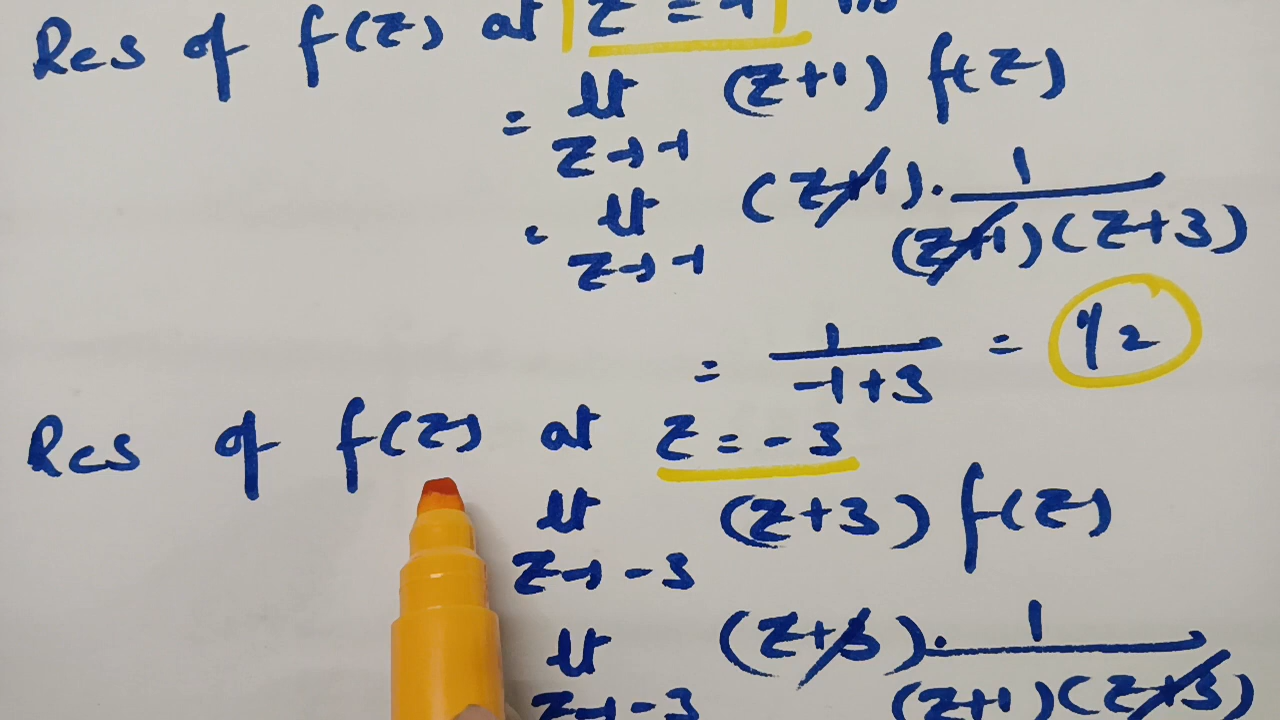 Res of f(z) at z = -1 is
= lt (z+1) f(z)
z→-1
= lt (z+1) . 1
z→-1 (z+1)(z+3)
= 1/(-1+3) = 1/2
Res of f(z) at z = -3
lt (z+3) f(z)
z→-3
lt (z+3) . 1
z→-3 (z+1)(z+3)